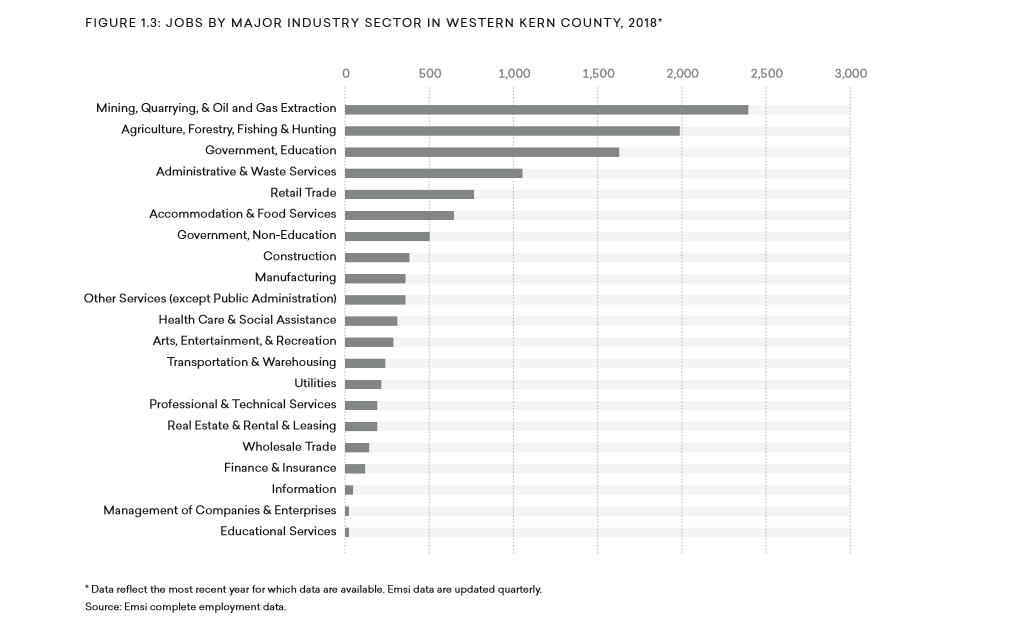 FIGURE 1.3: JOBS BY MAJOR INDUSTRY SECTOR IN WESTERN KERN COUNTY, 2018*
0 500 1,000 1,500 2,000 2,500 3,000
Mining, Quarrying, & Oil and Gas Extraction
Agriculture, Forestry, Fishing & Hunting
Government, Education
Administrative & Waste Services
Retail Trade
Accommodation & Food Services
Government, Non-Education
Construction
Manufacturing
Other Services (except Public Administration)
Health Care & Social Assistance
Arts, Entertainment, & Recreation
Transportation & Warehousing
Utilities
Professional & Technical Services
Real Estate & Rental & Leasing
Wholesale Trade
Finance & Insurance
Information
Management of Companies & Enterprises
Educational Services
* Data reflect the most recent year for which data are available. Emsi data are updated quarterly.
Source: Emsi complete employment data.